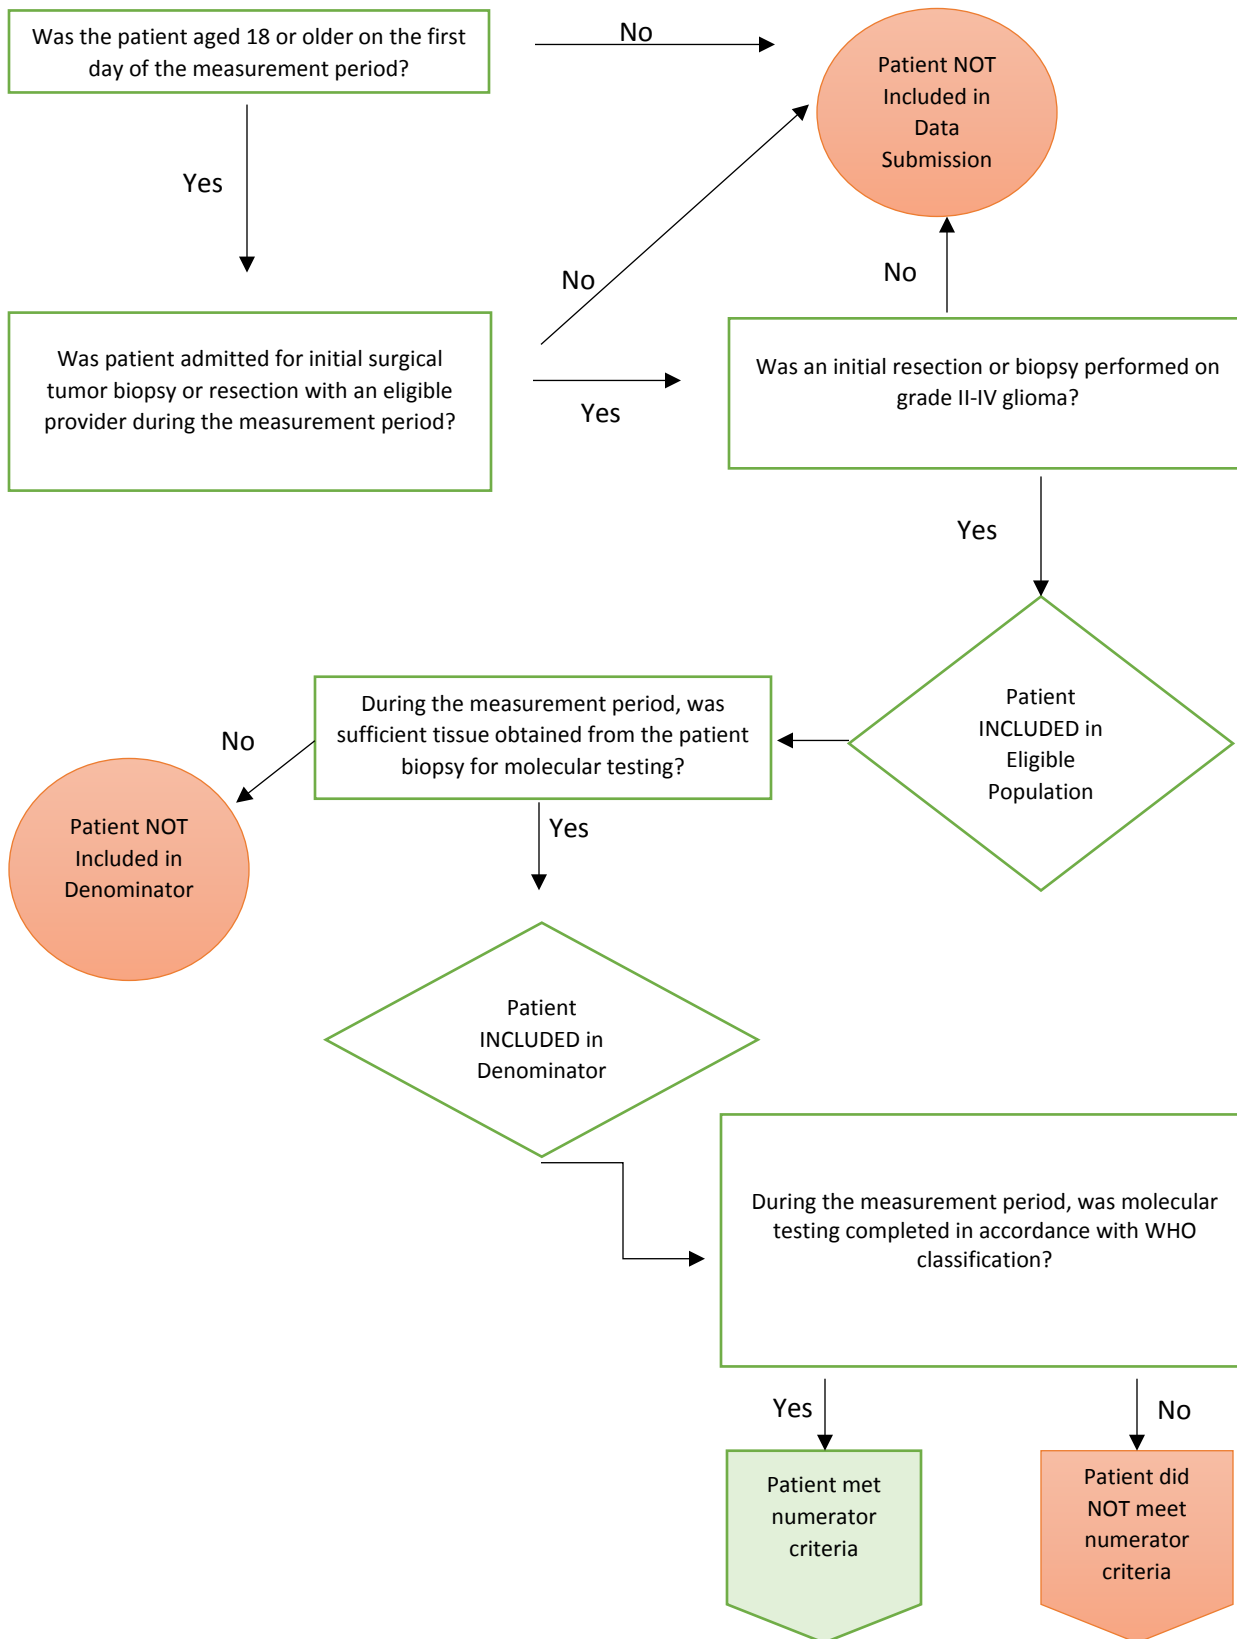 Was the patient aged 18 or older on the first
day of the measurement period?
No
Patient NOT
Included in
Data
Submission
Yes
No
No
Was patient admitted for initial surgical
tumor biopsy or resection with an eligible
provider during the measurement period?
Yes
Was an initial resection or biopsy performed on
grade II-IV glioma?
Yes
Patient
INCLUDED in
Eligible
Population
During the measurement period, was
sufficient tissue obtained from the patient
biopsy for molecular testing?
No
Patient NOT
Included in
Denominator
Yes
Patient
INCLUDED in
Denominator
During the measurement period, was molecular
testing completed in accordance with WHO
classification?
Yes
No
Patient met
numerator
criteria
Patient did
NOT meet
numerator
criteria